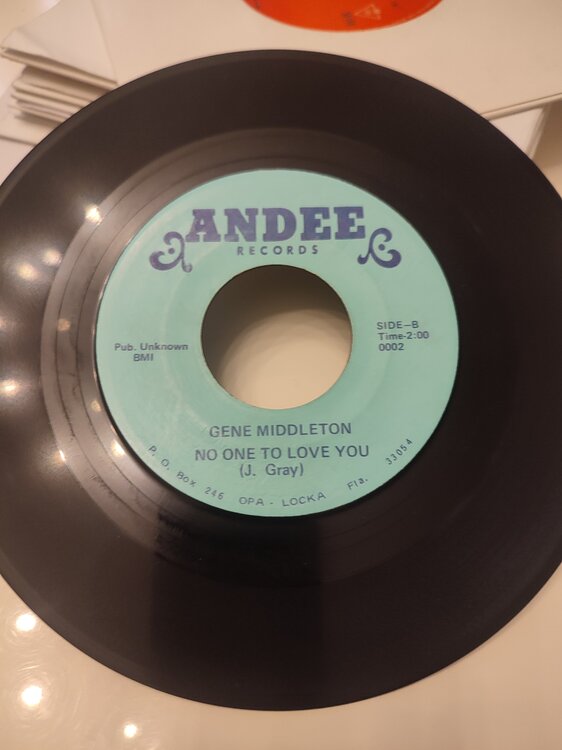 ANDEE
RECORDS
Pub. Unknown
BMI
SIDE-B
Time-2:00
0002
GENE MIDDLETON
NO ONE TO LOVE YOU
(J. Gray)
P. O. Box 246 OPA - LOCKA Fla. 33054